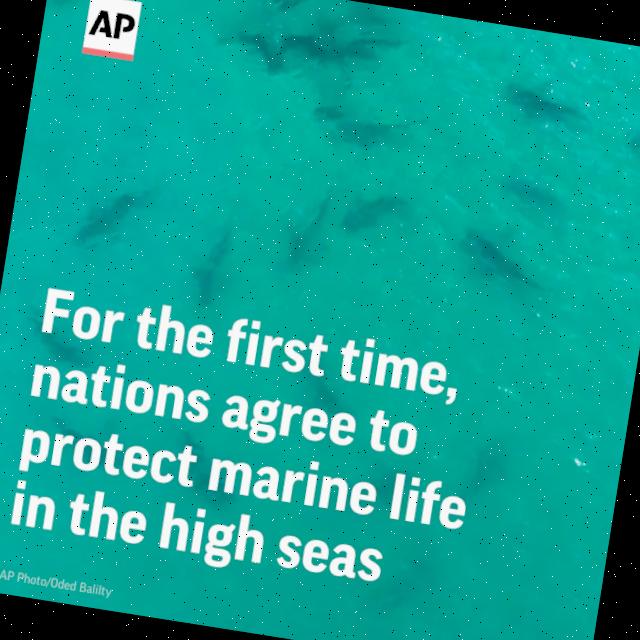 AP
For the first time,
nations agree to
protect marine life
in the high seas
AP Photo/Oded Balilty